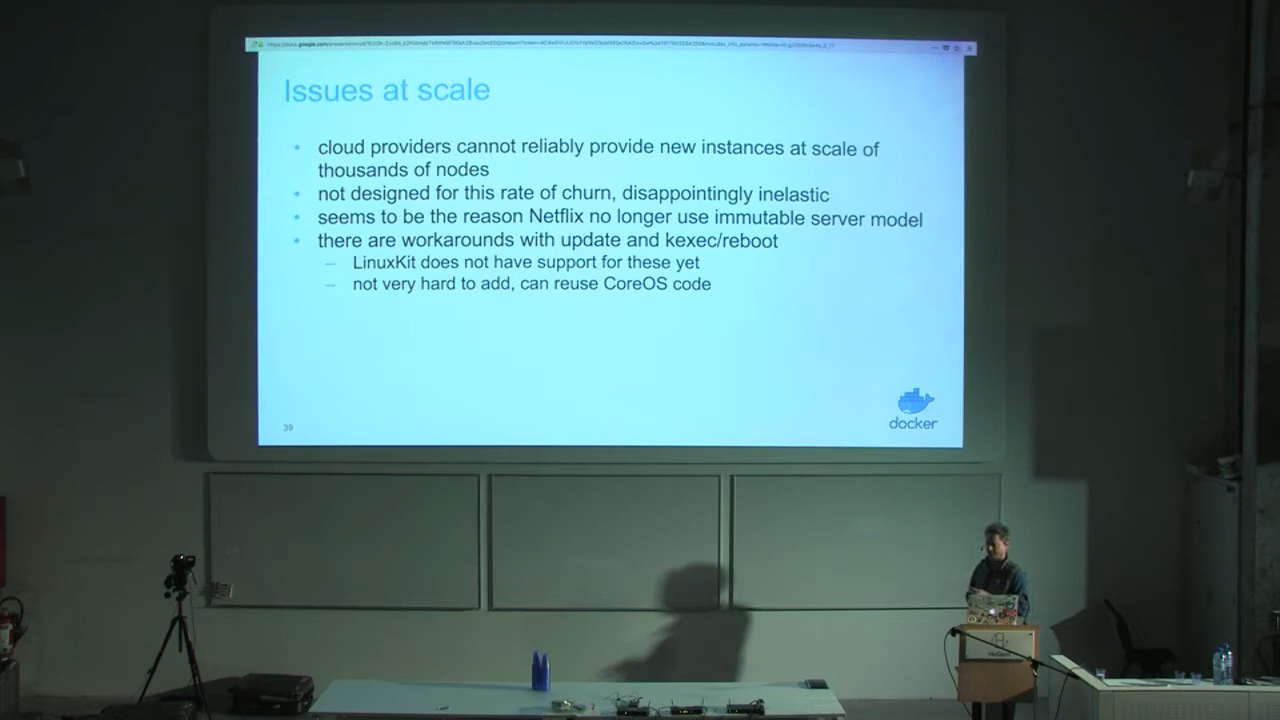 Issues at scale
cloud providers cannot reliably provide new instances at scale of
thousands of nodes
not designed for this rate of churn, disappointingly inelastic
seems to be the reason Netflix no longer use immutable server model
there are workarounds with update and kexec/reboot
– LinuxKit does not have support for these yet
– not very hard to add, can reuse CoreOS code
39
docker